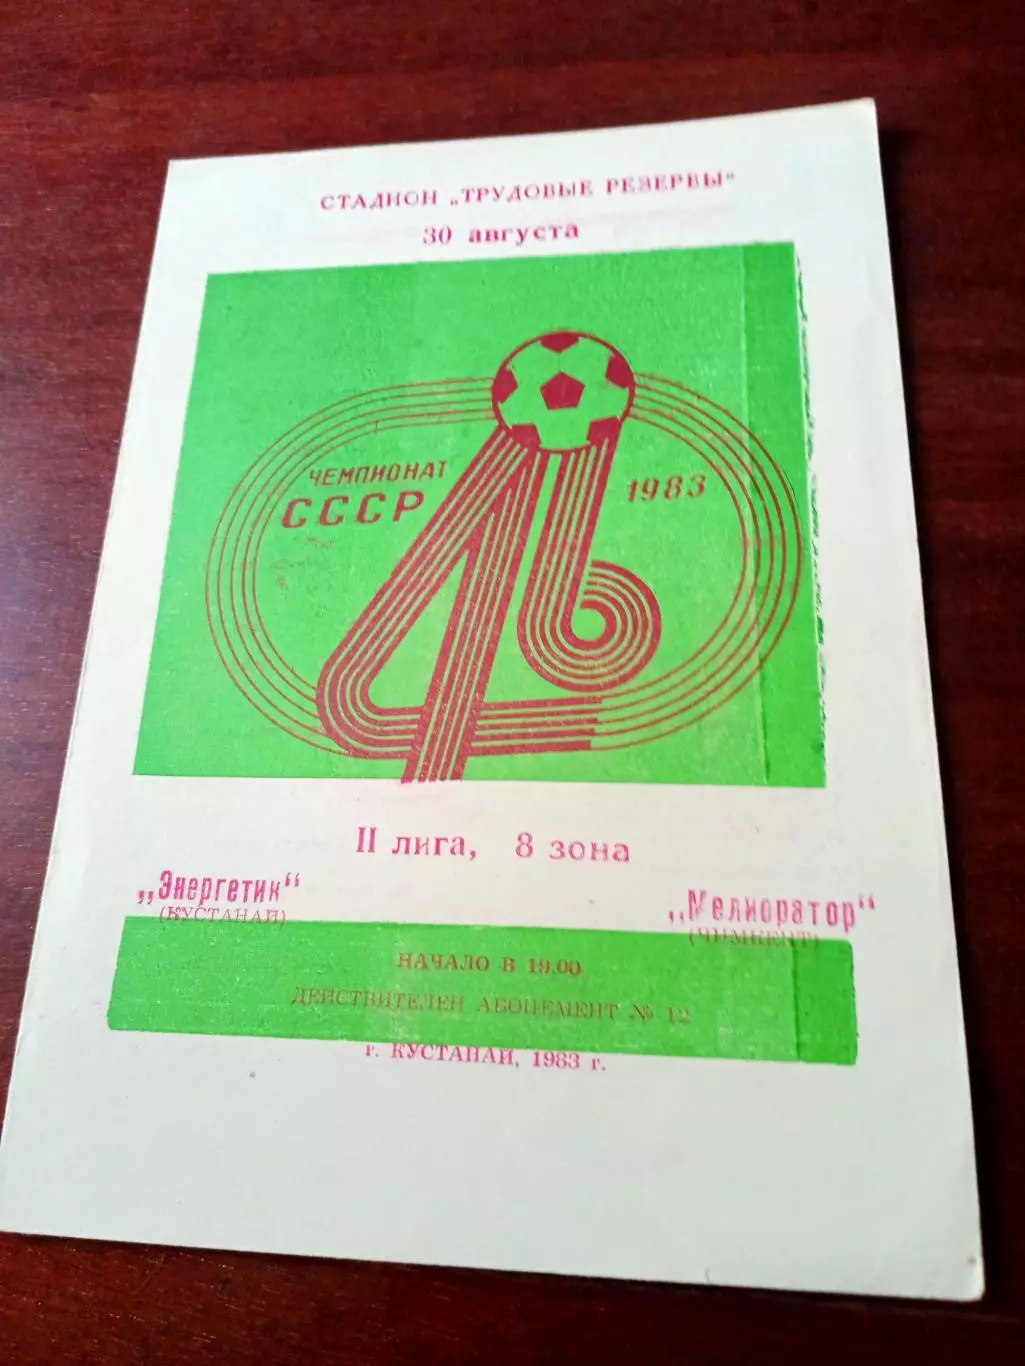 СТАДИОН „ТРУДОВЫЕ РЕЗЕРВЫ"
30 августа
ЧЕМПИОНАТ
СССР
1983
46
II лига, 8 зона
„Энергетик“
(КУСТАНАЙ)
„Мелиоратор“
(ЧИМКЕНТ)
НАЧАЛО В 19.00
ДЕЙСТВИТЕЛЕН АБОНЕМЕНТ № 12
г. КУСТАНАЙ, 1983 г.